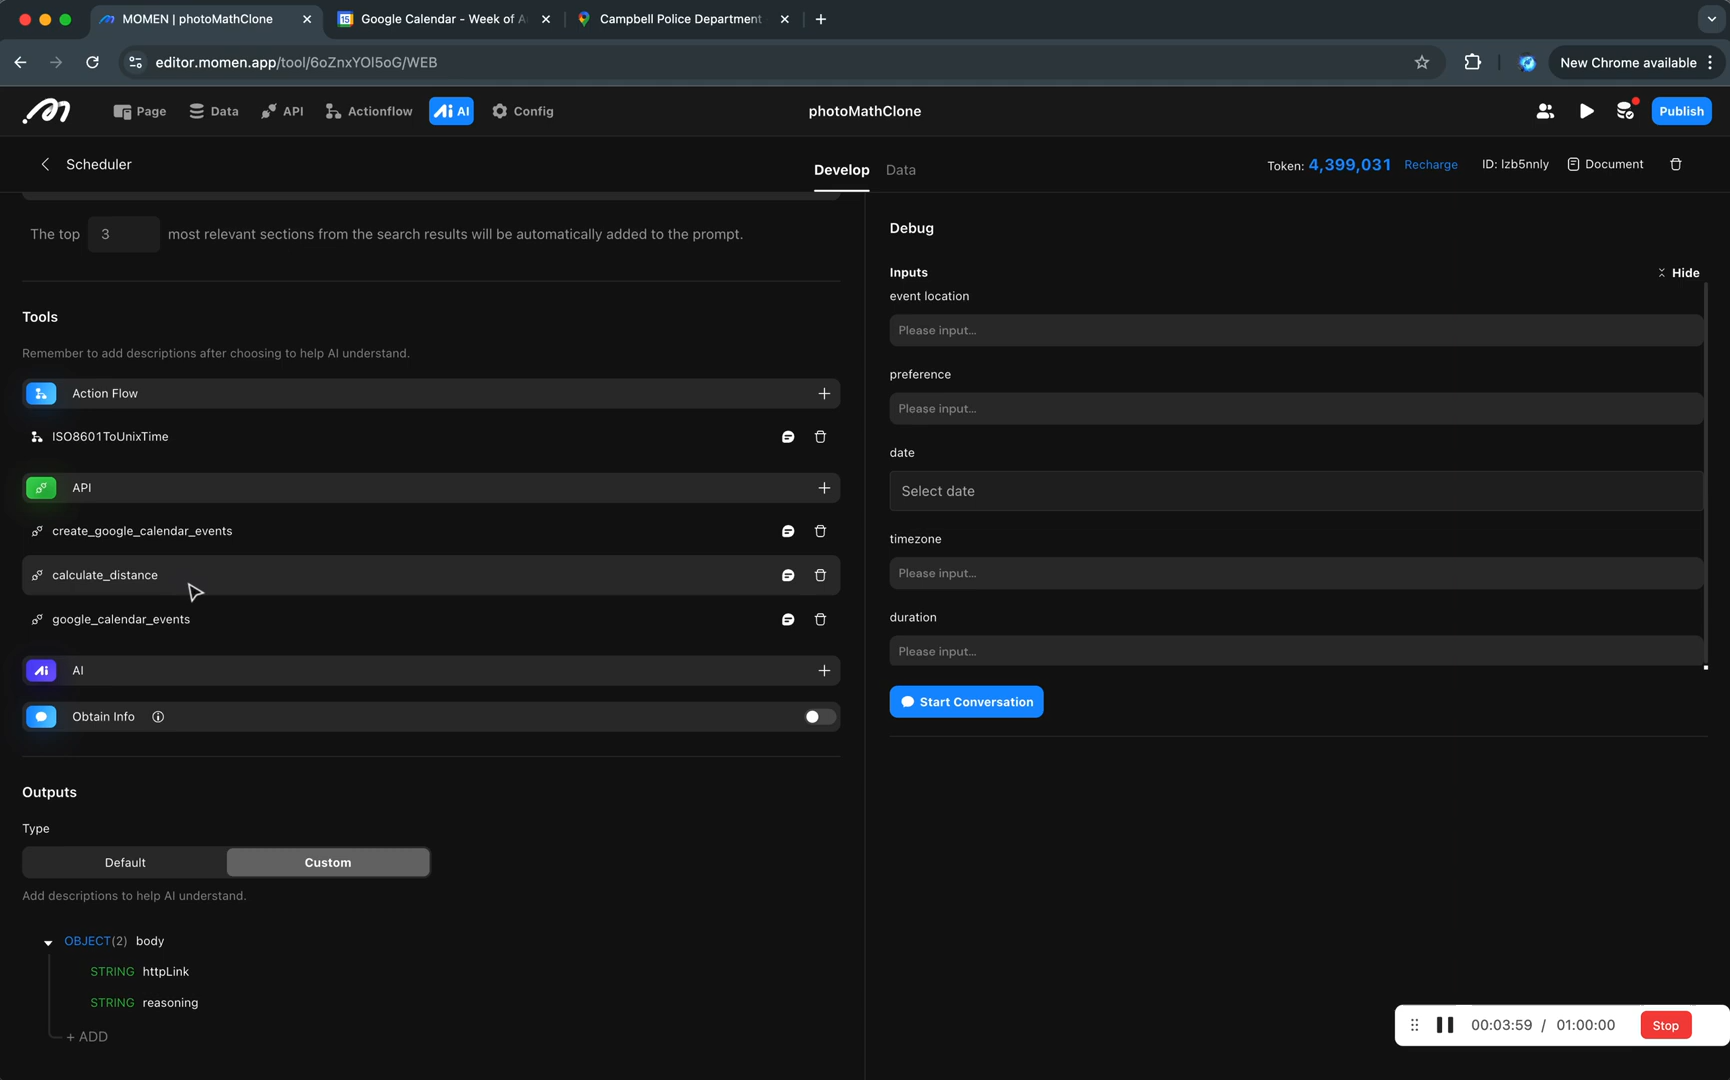 MOMEN | photoMathClone
15 Google Calendar - Week of A
Campbell Police Department
editor.momen.app/tool/6oZnxYOl5oG/WEB
New Chrome available
Page
Data
API
Actionflow
Ai AI
Config
photoMathClone
Publish
Scheduler
Develop
Data
Token: 4,399,031 Recharge
ID: lzb5nnly
Document
The top 3 most relevant sections from the search results will be automatically added to the prompt.
Tools
Remember to add descriptions after choosing to help AI understand.
Action Flow
ISO8601ToUnixTime
API
create_google_calendar_events
calculate_distance
google_calendar_events
Ai AI
Obtain Info
Outputs
Type
Default
Custom
Add descriptions to help AI understand.
OBJECT(2) body
STRING httpLink
STRING reasoning
+ ADD
Debug
Inputs
Hide
event location
Please input...
preference
Please input...
date
Select date
timezone
Please input...
duration
Please input...
Start Conversation
00:03:59 / 01:00:00
Stop